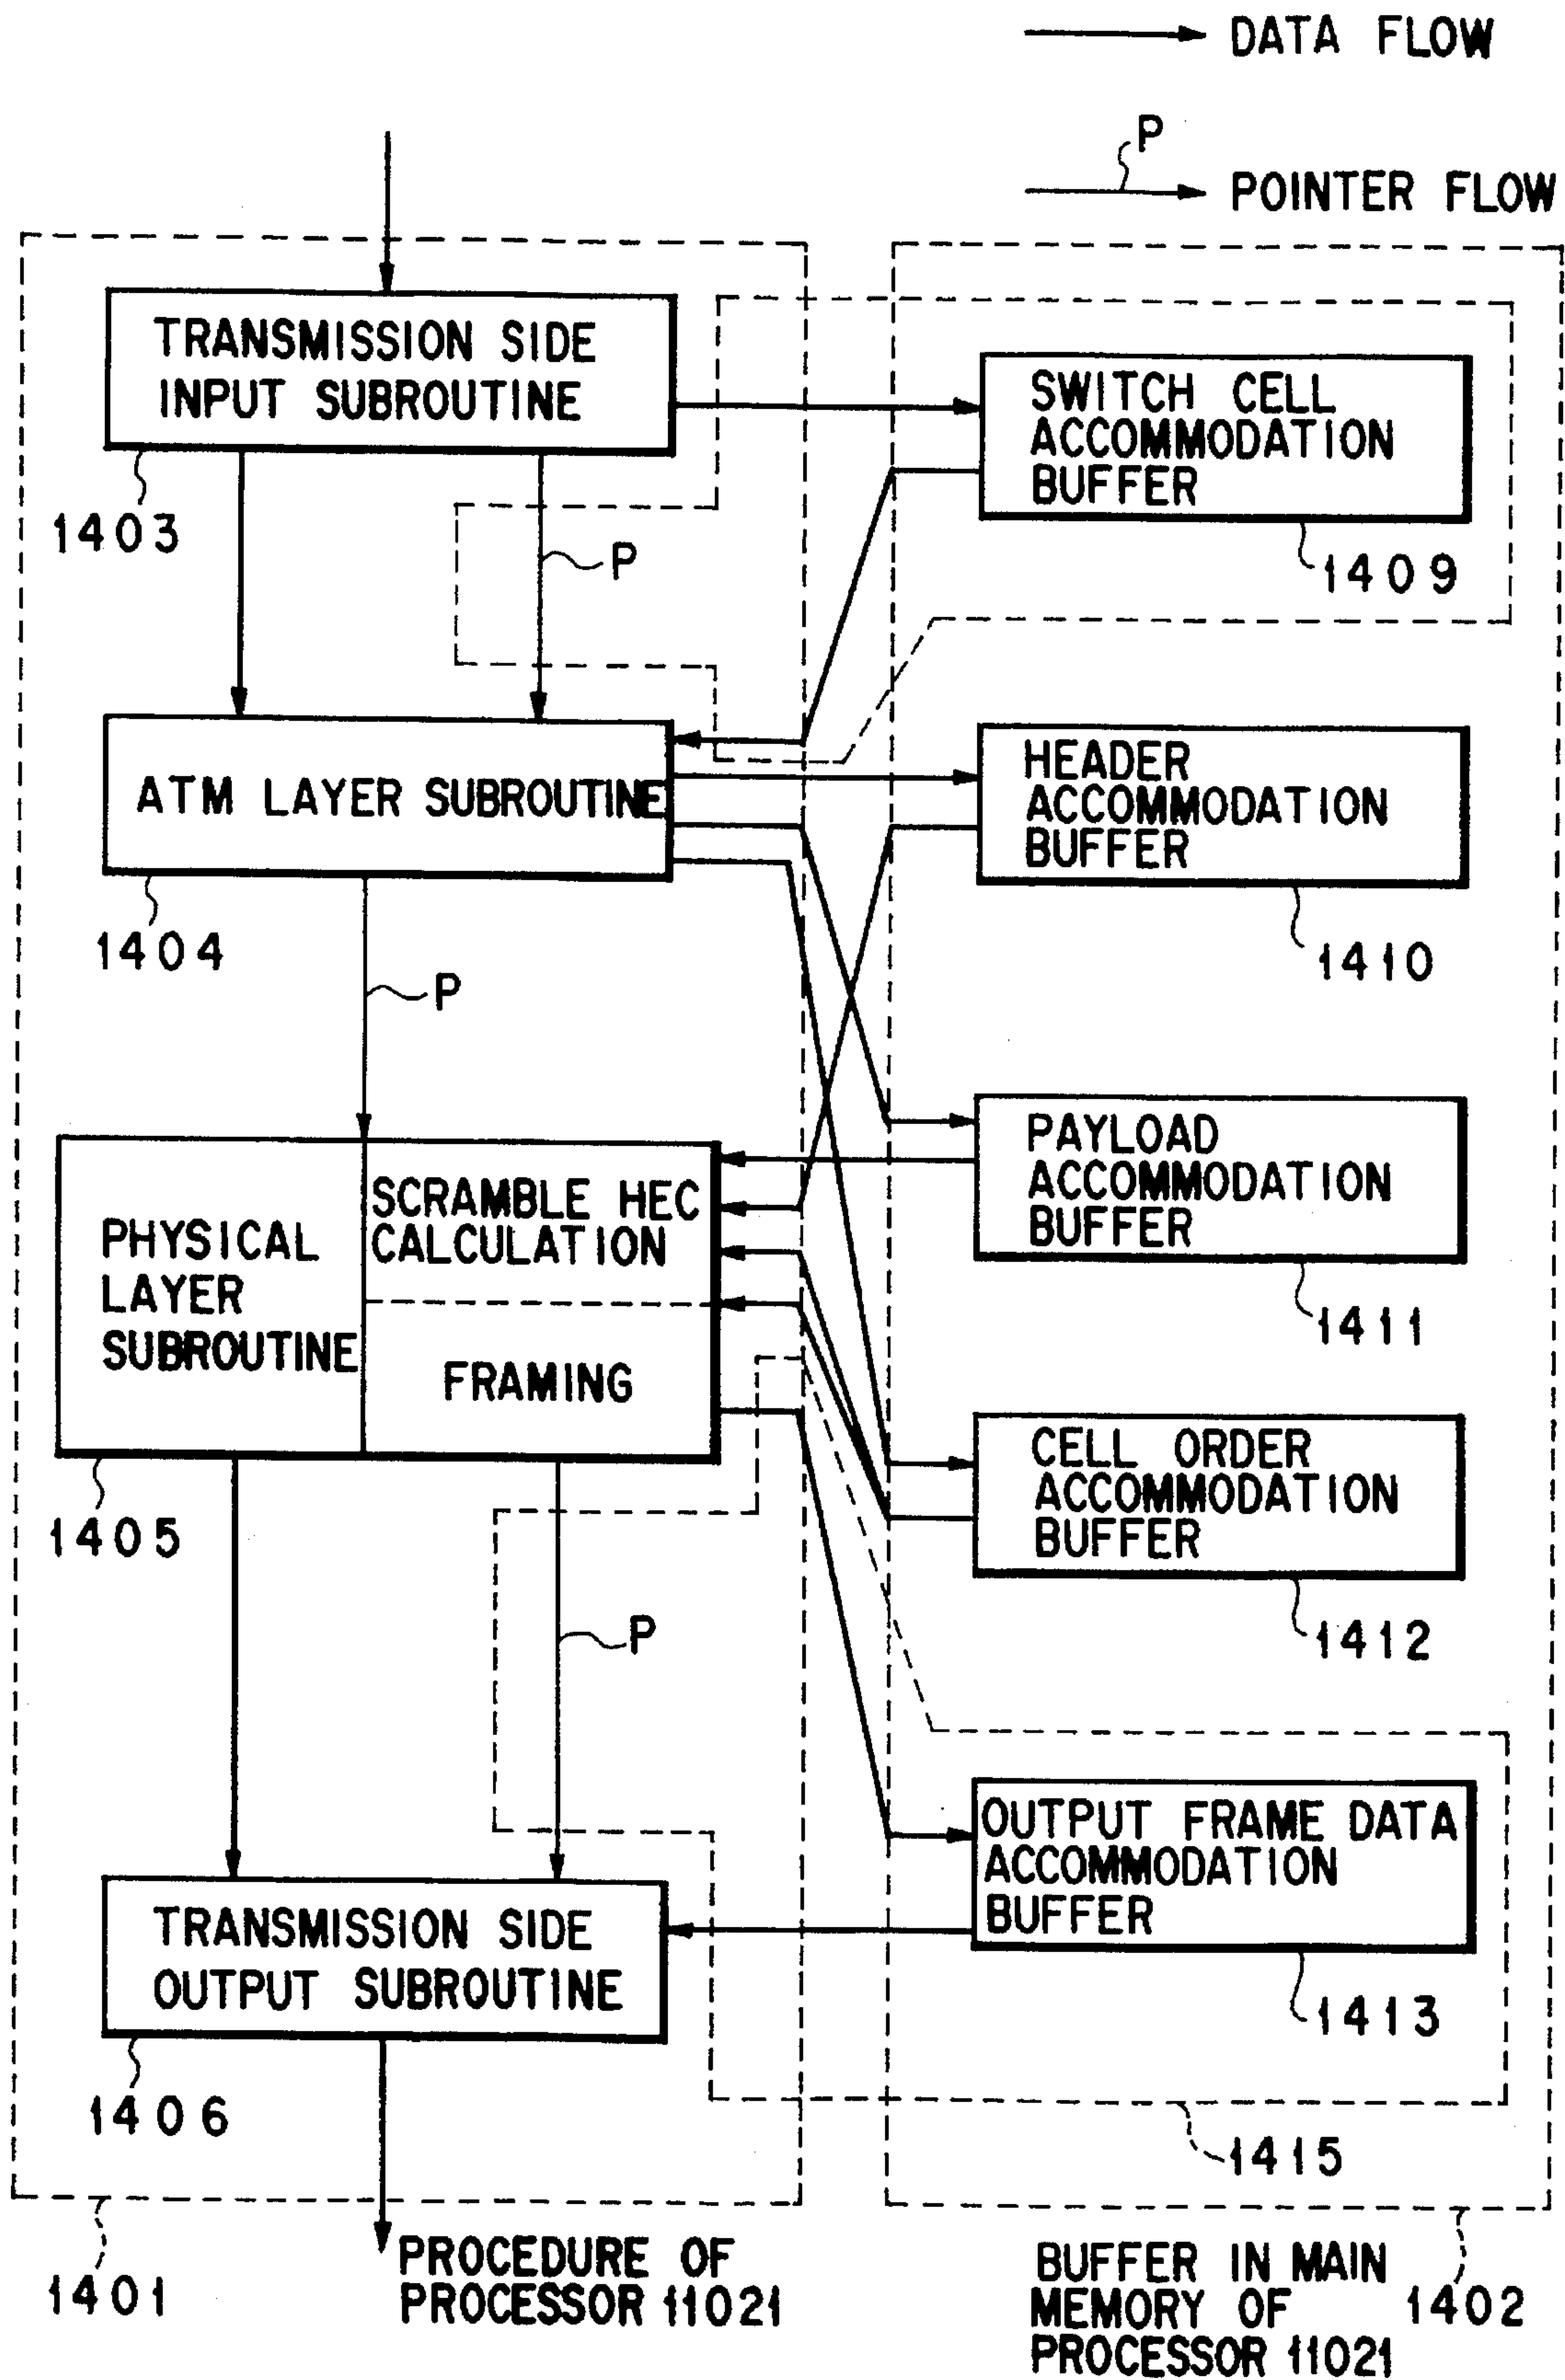 DATA FLOW
P
POINTER FLOW
TRANSMISSION SIDE
INPUT SUBROUTINE
1403
P
SWITCH CELL
ACCOMMODATION
BUFFER
1409
ATM LAYER SUBROUTINE
1404
P
HEADER
ACCOMMODATION
BUFFER
1410
PAYLOAD
ACCOMMODATION
BUFFER
1411
PHYSICAL
LAYER
SUBROUTINE
SCRAMBLE HEC
CALCULATION
FRAMING
1405
P
CELL ORDER
ACCOMMODATION
BUFFER
1412
OUTPUT FRAME DATA
ACCOMMODATION
BUFFER
1413
TRANSMISSION SIDE
OUTPUT SUBROUTINE
1406
1415
1401
PROCEDURE OF
PROCESSOR 11021
BUFFER IN MAIN
MEMORY OF
PROCESSOR 11021
1402